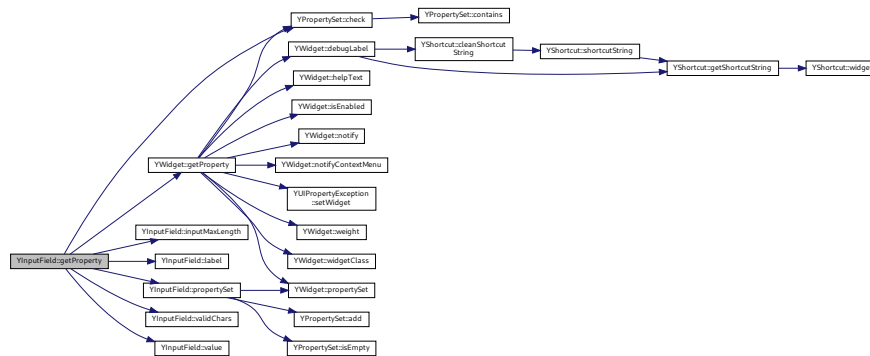 YPropertySet::check
YPropertySet::contains
YWidget::debugLabel
YShortcut::cleanShortcut
String
YShortcut::shortcutString
YShortcut::getShortcutString
YShortcut::widge
YWidget::helpText
YWidget::isEnabled
YWidget::notify
YWidget::getProperty
YWidget::notifyContextMenu
YUIPropertyException
::setWidget
YWidget::weight
YInputField::inputMaxLength
YInputField::getProperty
YInputField::label
YWidget::widgetClass
YInputField::propertySet
YWidget::propertySet
YInputField::validChars
YPropertySet::add
YInputField::value
YPropertySet::isEmpty